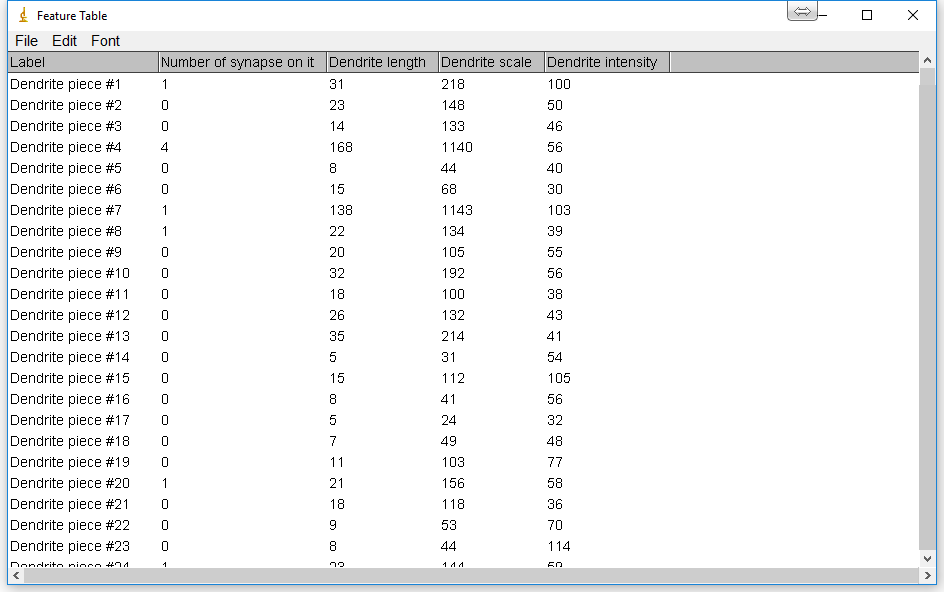 Feature Table
File Edit Font
Label Number of synapse on it Dendrite length Dendrite scale Dendrite intensity
Dendrite piece #1 1 31 218 100
Dendrite piece #2 0 23 148 50
Dendrite piece #3 0 14 133 46
Dendrite piece #4 4 168 1140 56
Dendrite piece #5 0 8 44 40
Dendrite piece #6 0 15 68 30
Dendrite piece #7 1 138 1143 103
Dendrite piece #8 1 22 134 39
Dendrite piece #9 0 20 105 55
Dendrite piece #10 0 32 192 56
Dendrite piece #11 0 18 100 38
Dendrite piece #12 0 26 132 43
Dendrite piece #13 0 35 214 41
Dendrite piece #14 0 5 31 54
Dendrite piece #15 0 15 112 105
Dendrite piece #16 0 8 41 56
Dendrite piece #17 0 5 24 32
Dendrite piece #18 0 7 49 48
Dendrite piece #19 0 11 103 77
Dendrite piece #20 1 21 156 58
Dendrite piece #21 0 18 118 36
Dendrite piece #22 0 9 53 70
Dendrite piece #23 0 8 44 114
Dendrite piece #24 1